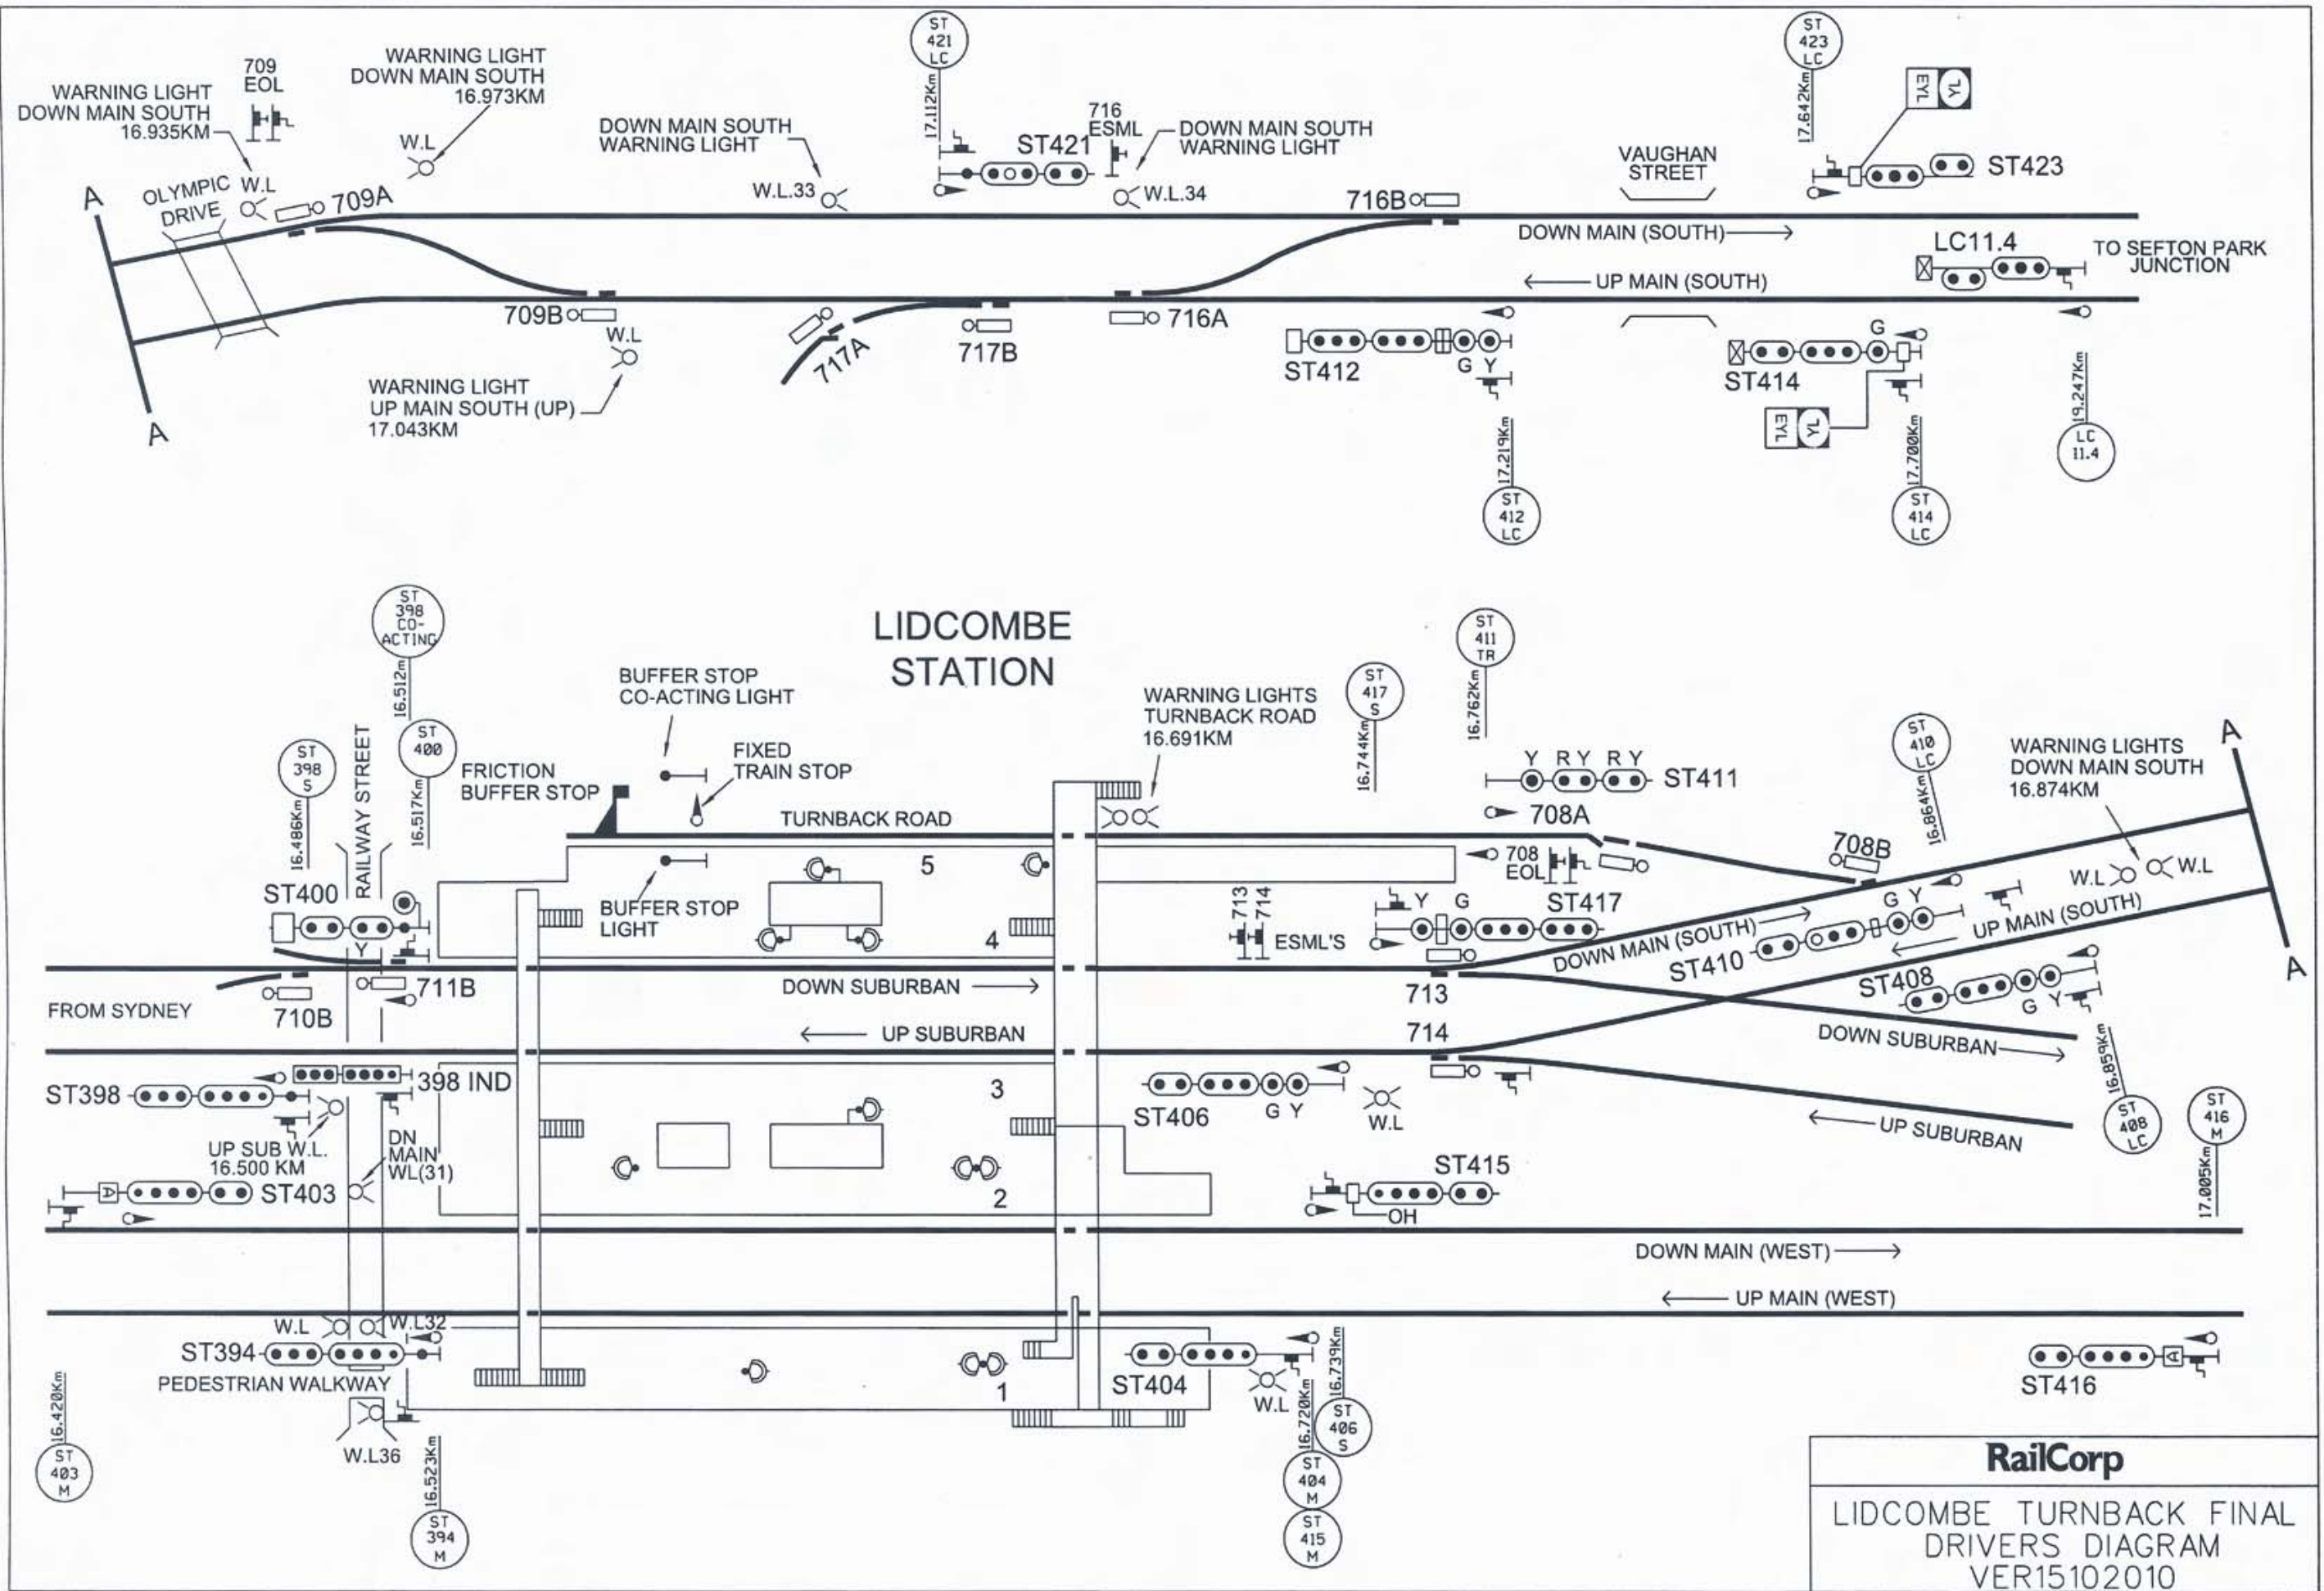 ST
421
LC
17.112Km
ST
423
LC
17.642Km
EYL
YL
WARNING LIGHT
DOWN MAIN SOUTH
16.935KM
709
EOL
WARNING LIGHT
DOWN MAIN SOUTH
16.973KM
W.L
DOWN MAIN SOUTH
WARNING LIGHT
W.L.33
ST421
716
ESML
DOWN MAIN SOUTH
WARNING LIGHT
W.L.34
VAUGHAN
STREET
ST423
A
OLYMPIC
DRIVE
W.L
709A
716B
DOWN MAIN (SOUTH)
LC11.4
TO SEFTON PARK
JUNCTION
UP MAIN (SOUTH)
709B
W.L
717A
717B
716A
ST412
G Y
G
ST414
WARNING LIGHT
UP MAIN SOUTH (UP)
17.043KM
A
EYL
YL
17.219Km
ST
412
LC
17.700Km
ST
414
LC
19.247Km
LC
11.4
LIDCOMBE
STATION
ST
398
CO-
ACTING
16.512m
ST
398
S
16.486Km
RAILWAY STREET
ST
400
16.517Km
FRICTION
BUFFER STOP
BUFFER STOP
CO-ACTING LIGHT
FIXED
TRAIN STOP
TURNBACK ROAD
WARNING LIGHTS
TURNBACK ROAD
16.691KM
ST
417
S
16.744Km
ST
411
TR
16.762Km
Y R Y R Y
ST411
708A
ST
410
LC
16.864Km
WARNING LIGHTS
DOWN MAIN SOUTH
16.874KM
A
708B
W.L
W.L
ST400
Y
BUFFER STOP
LIGHT
5
4
713
714
ESML'S
708
EOL
Y G
ST417
DOWN MAIN (SOUTH)
G Y
ST410
UP MAIN (SOUTH)
A
FROM SYDNEY
710B
711B
DOWN SUBURBAN
713
ST408
G Y
UP SUBURBAN
714
DOWN SUBURBAN
16.859Km
ST
408
LC
ST398
398 IND
UP SUB W.L.
16.500 KM
DN
MAIN
WL(31)
3
ST406
G Y
W.L
UP SUBURBAN
ST
416
M
17.005Km
ST403
A
2
ST415
OH
DOWN MAIN (WEST)
UP MAIN (WEST)
W.L
W.L32
ST394
PEDESTRIAN WALKWAY
W.L36
1
ST404
W.L
A
ST416
16.420Km
ST
403
M
16.523Km
ST
394
M
16.720Km
ST
404
M
ST
415
M
16.739Km
ST
406
S
RailCorp
LIDCOMBE TURNBACK FINAL
DRIVERS DIAGRAM
VER15102010